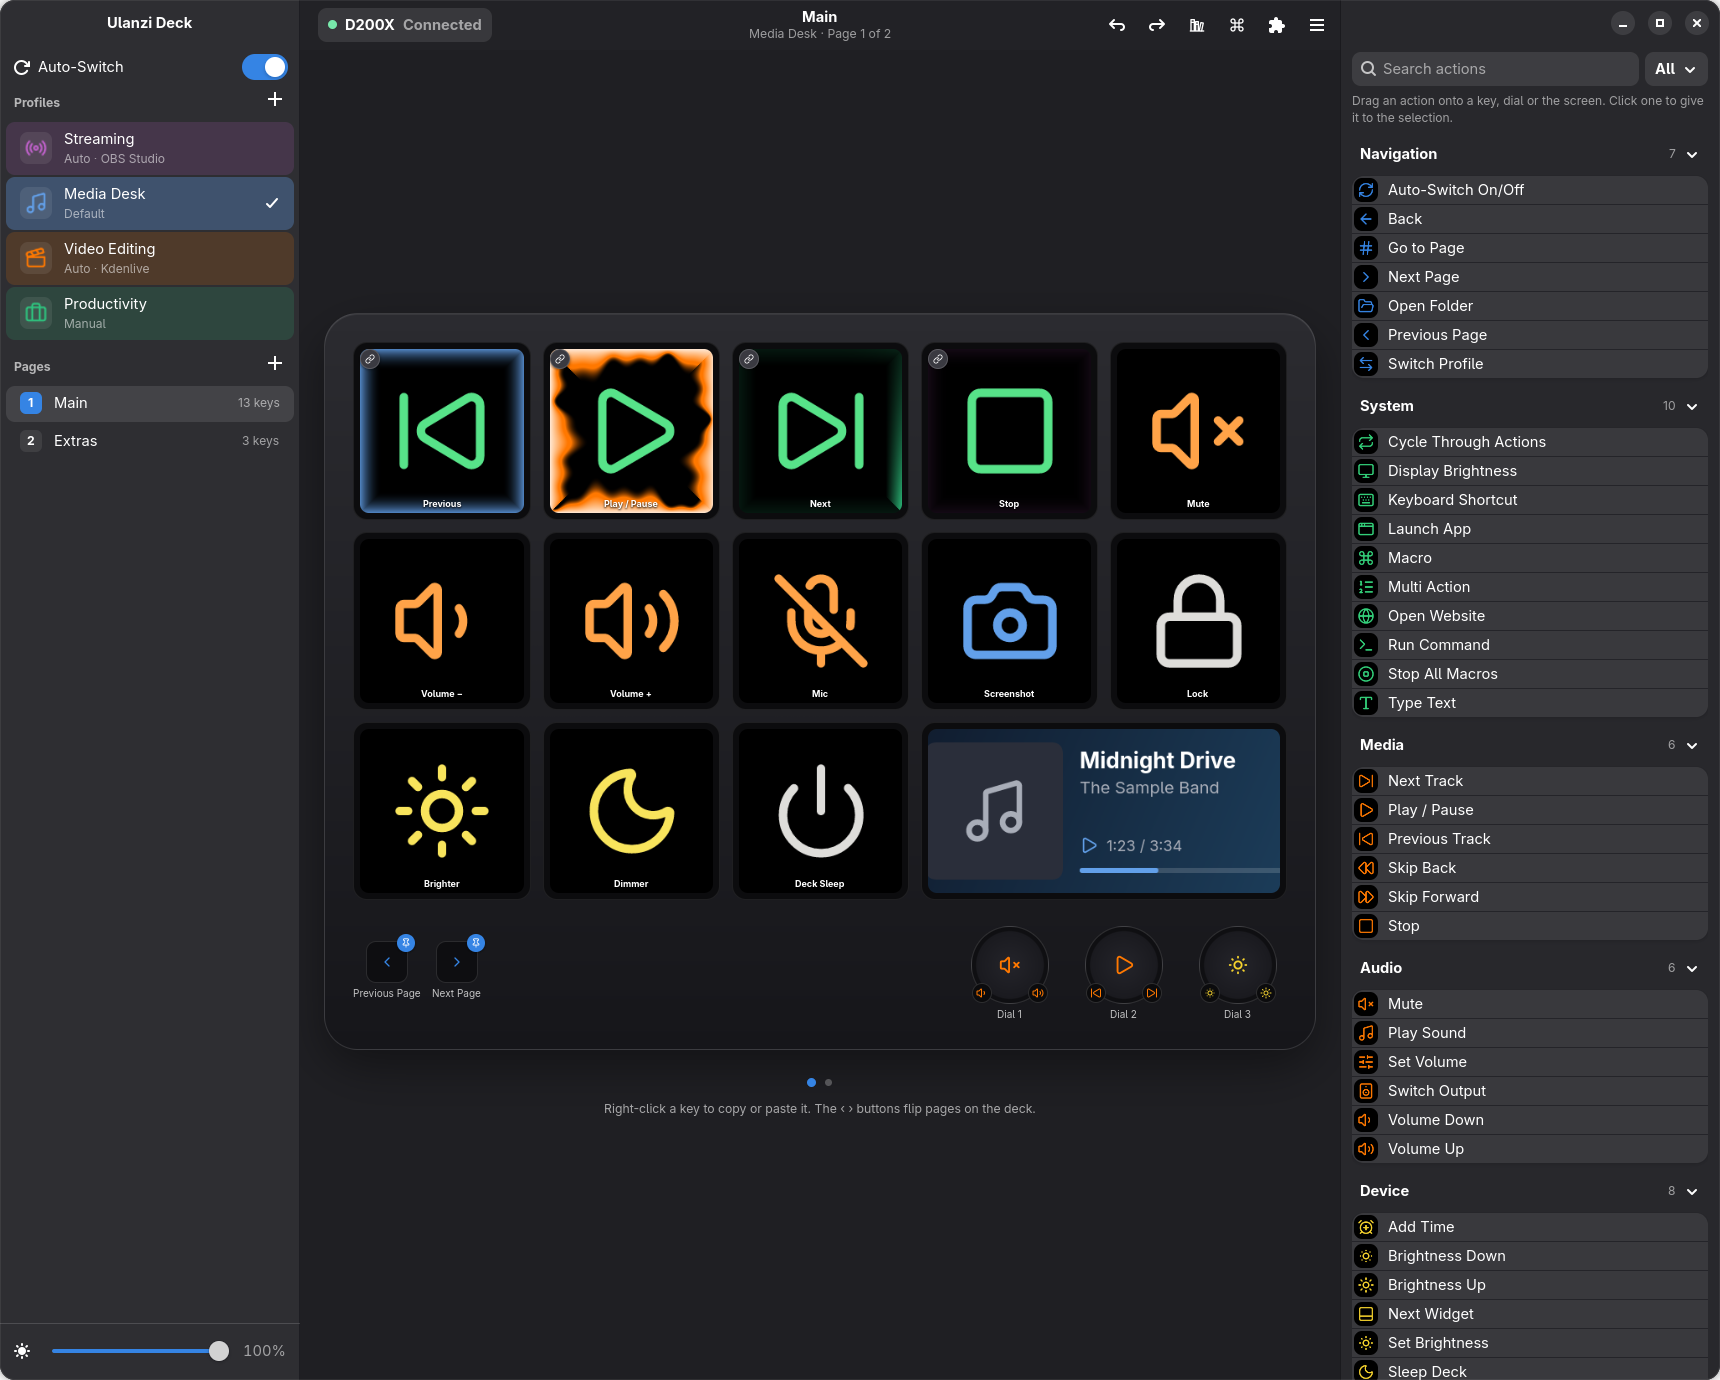 Ulanzi Deck
Auto-Switch
Profiles
Streaming
Auto · OBS Studio
Media Desk
Default
Video Editing
Auto · Kdenlive
Productivity
Manual
Pages
1 Main 13 keys
2 Extras 3 keys
100%
D200X Connected
Main
Media Desk · Page 1 of 2
Previous
Play / Pause
Next
Stop
Mute
Volume −
Volume +
Mic
Screenshot
Lock
Brighter
Dimmer
Deck Sleep
Midnight Drive
The Sample Band
1:23 / 3:34
Previous Page
Next Page
Dial 1
Dial 2
Dial 3
Right-click a key to copy or paste it. The ‹ › buttons flip pages on the deck.
Search actions
All
Drag an action onto a key, dial or the screen. Click one to give
it to the selection.
Navigation 7
Auto-Switch On/Off
Back
Go to Page
Next Page
Open Folder
Previous Page
Switch Profile
System 10
Cycle Through Actions
Display Brightness
Keyboard Shortcut
Launch App
Macro
Multi Action
Open Website
Run Command
Stop All Macros
Type Text
Media 6
Next Track
Play / Pause
Previous Track
Skip Back
Skip Forward
Stop
Audio 6
Mute
Play Sound
Set Volume
Switch Output
Volume Down
Volume Up
Device 8
Add Time
Brightness Down
Brightness Up
Next Widget
Set Brightness
Sleep Deck